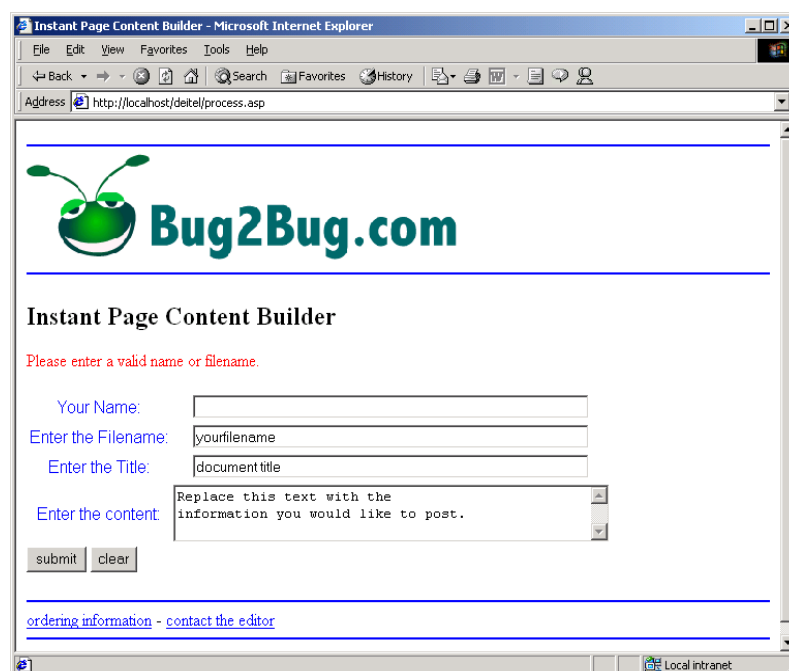 Instant Page Content Builder - Microsoft Internet Explorer
File Edit View Favorites Tools Help
Back Search Favorites History
Address http://localhost/deitel/process.asp
Bug2Bug.com
Instant Page Content Builder
Please enter a valid name or filename.
Your Name:
Enter the Filename: yourfilename
Enter the Title: document title
Enter the content: Replace this text with the
information you would like to post.
submit clear
ordering information - contact the editor
Local intranet